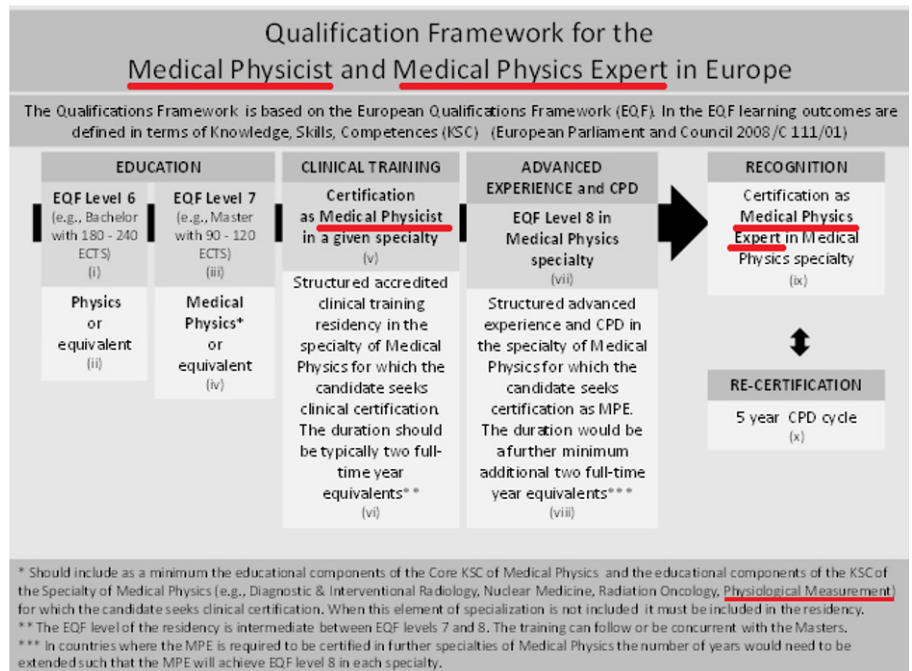 Qualification Framework for the
Medical Physicist and Medical Physics Expert in Europe
The Qualifications Framework is based on the European Qualifications Framework (EQF). In the EQF learning outcomes are
defined in terms of Knowledge, Skills, Competences (KSC) (European Parliament and Council 2008/C 111/01)
EDUCATION
EQF Level 6
(e.g., Bachelor
with 180 - 240
ECTS)
(i)
Physics
or
equivalent
(ii)
EQF Level 7
(e.g., Master
with 90 - 120
ECTS)
(iii)
Medical
Physics*
or
equivalent
(iv)
CLINICAL TRAINING
Certification
as Medical Physicist
in a given specialty
(v)
Structured accredited
clinical training
residency in the
specialty of Medical
Physics for which the
candidate seeks
clinical certification.
The duration should
be typically two full-
time year
equivalents**
(vi)
ADVANCED
EXPERIENCE and CPD
EQF Level 8 in
Medical Physics
specialty
(vii)
Structured advanced
experience and CPD in
the specialty of Medical
Physics for which the
candidate seeks
certification as MPE.
The duration would be
a further minimum
additional two full-time
year equivalents***
(viii)
RECOGNITION
Certification as
Medical Physics
Expert in Medical
Physics specialty
(ix)
RE-CERTIFICATION
5 year CPD cycle
(x)
* Should include as a minimum the educational components of the Core KSC of Medical Physics and the educational components of the KSC of
the Specialty of Medical Physics (e.g., Diagnostic & Interventional Radiology, Nuclear Medicine, Radiation Oncology, Physiological Measurement)
for which the candidate seeks clinical certification. When this element of specialization is not included it must be included in the residency.
** The EQF level of the residency is intermediate between EQF levels 7 and 8. The training can follow or be concurrent with the Masters.
*** In countries where the MPE is required to be certified in further specialties of Medical Physics the number of years would need to be
extended such that the MPE will achieve EQF level 8 in each specialty.